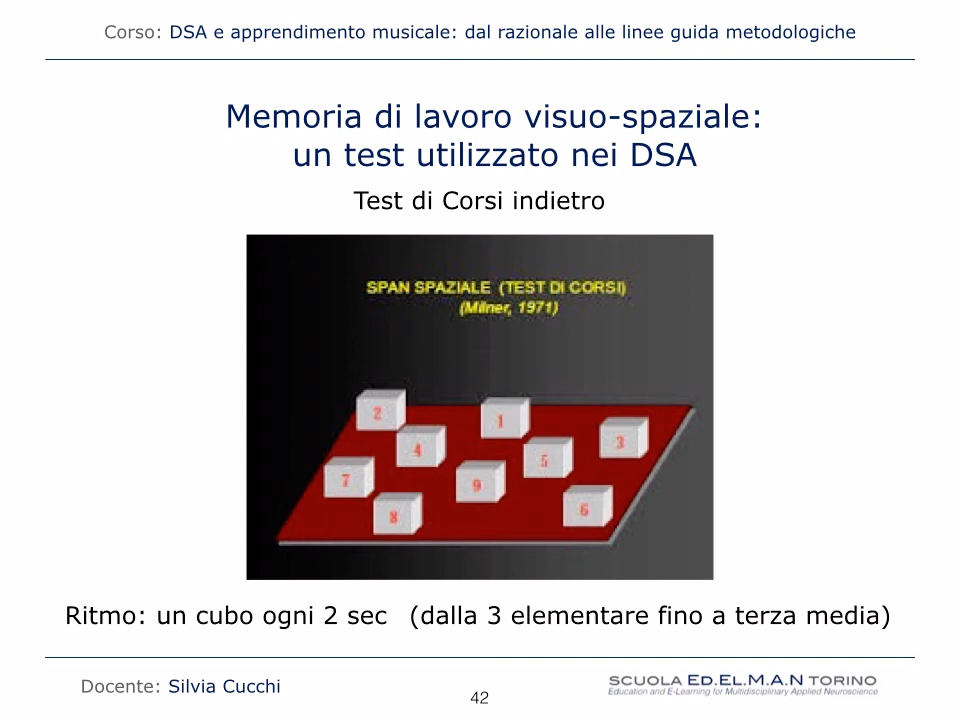 Corso: DSA e apprendimento musicale: dal razionale alle linee guida metodologiche
Memoria di lavoro visuo-spaziale:
un test utilizzato nei DSA
Test di Corsi indietro
SPAN SPAZIALE (TEST DI CORSI)
(Milner, 1971)
2
1
3
4
5
7
9
8
6
Ritmo: un cubo ogni 2 sec (dalla 3 elementare fino a terza media)
Docente: Silvia Cucchi
42
SCUOLA ED.EL.M.A.N TORINO
Education and E-Learning for Multidisciplinary Applied Neuroscience